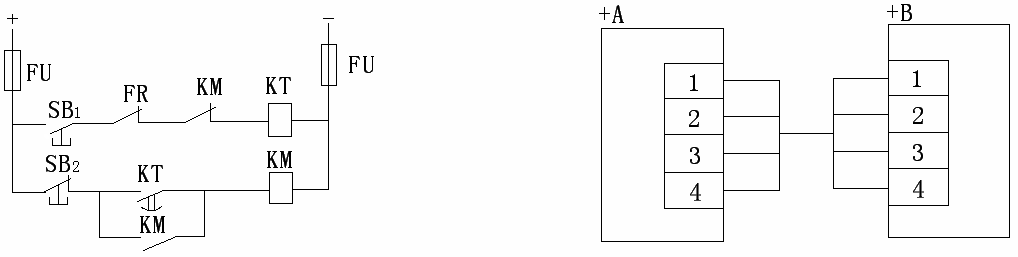 + −
FU FU
SB1 FR KM KT
SB2 KT KM
KM
+A
1
2
3
4
+B
1
2
3
4